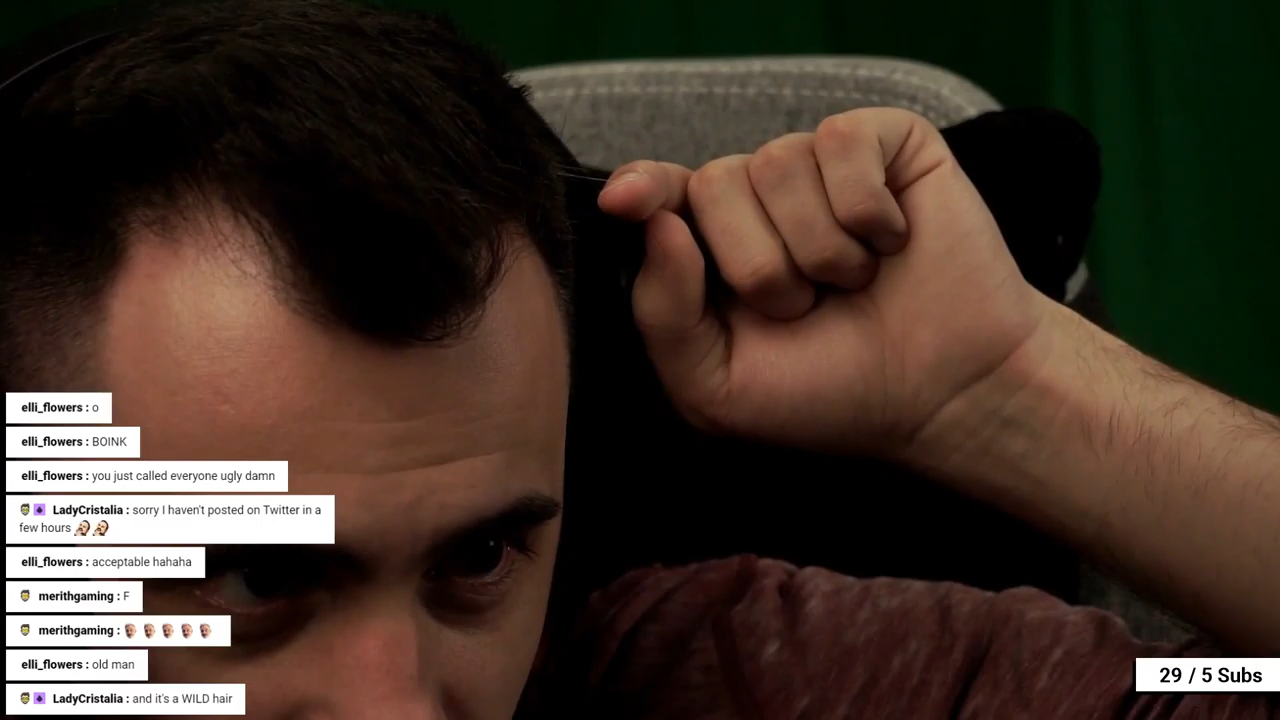 elli_flowers : o
elli_flowers : BOINK
elli_flowers : you just called everyone ugly damn
LadyCristalia : sorry I haven't posted on Twitter in a
few hours
elli_flowers : acceptable hahaha
merithgaming : F
merithgaming :
elli_flowers : old man
LadyCristalia : and it's a WILD hair
29 / 5 Subs